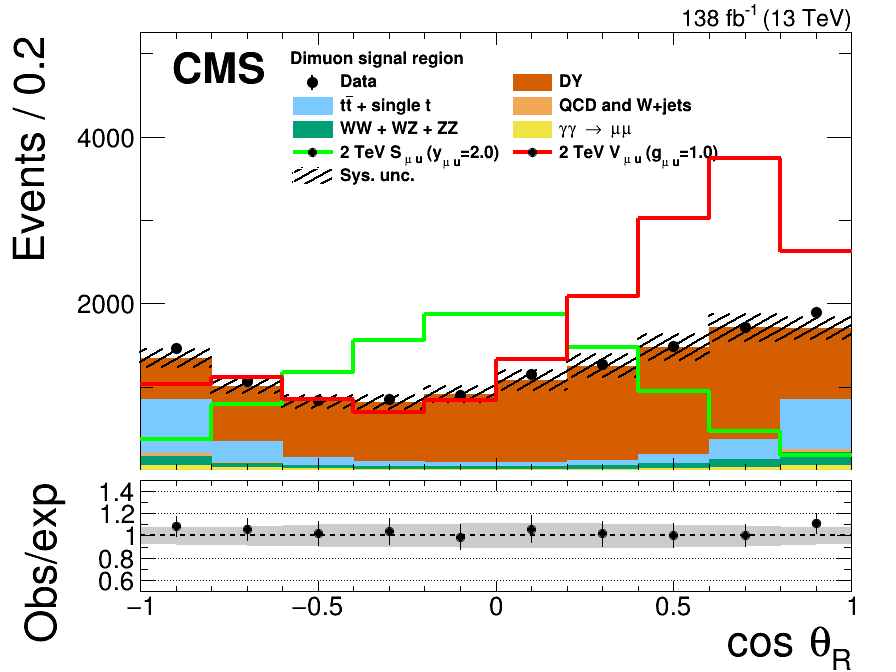 138 fb⁻¹ (13 TeV)
Events / 0.2
CMS
Dimuon signal region
Data
DY
tt̄ + single t
QCD and W+jets
WW + WZ + ZZ
γγ → μμ
2 TeV S_μu (y_μu=2.0)
2 TeV V_μu (g_μu=1.0)
Sys. unc.
4000
2000
Obs/exp
1.4
1.2
1
0.8
0.6
−1 −0.5 0 0.5 1
cos θ_R